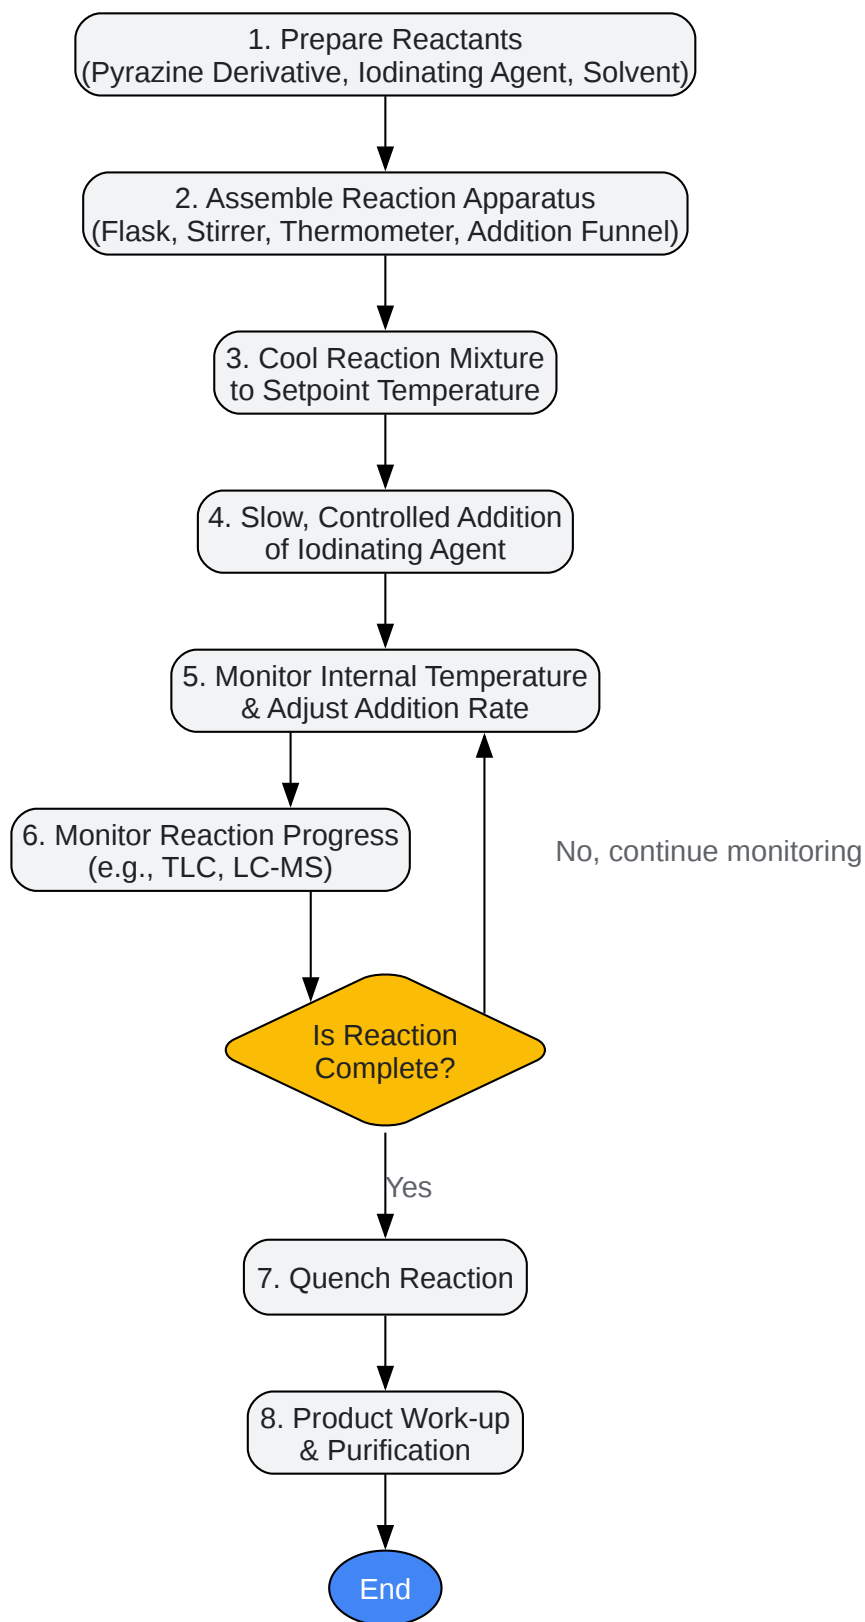 1. Prepare Reactants
(Pyrazine Derivative, Iodinating Agent, Solvent)
2. Assemble Reaction Apparatus
(Flask, Stirrer, Thermometer, Addition Funnel)
3. Cool Reaction Mixture
to Setpoint Temperature
4. Slow, Controlled Addition
of Iodinating Agent
5. Monitor Internal Temperature
& Adjust Addition Rate
6. Monitor Reaction Progress
(e.g., TLC, LC-MS)
No, continue monitoring
Is Reaction
Complete?
Yes
7. Quench Reaction
8. Product Work-up
& Purification
End